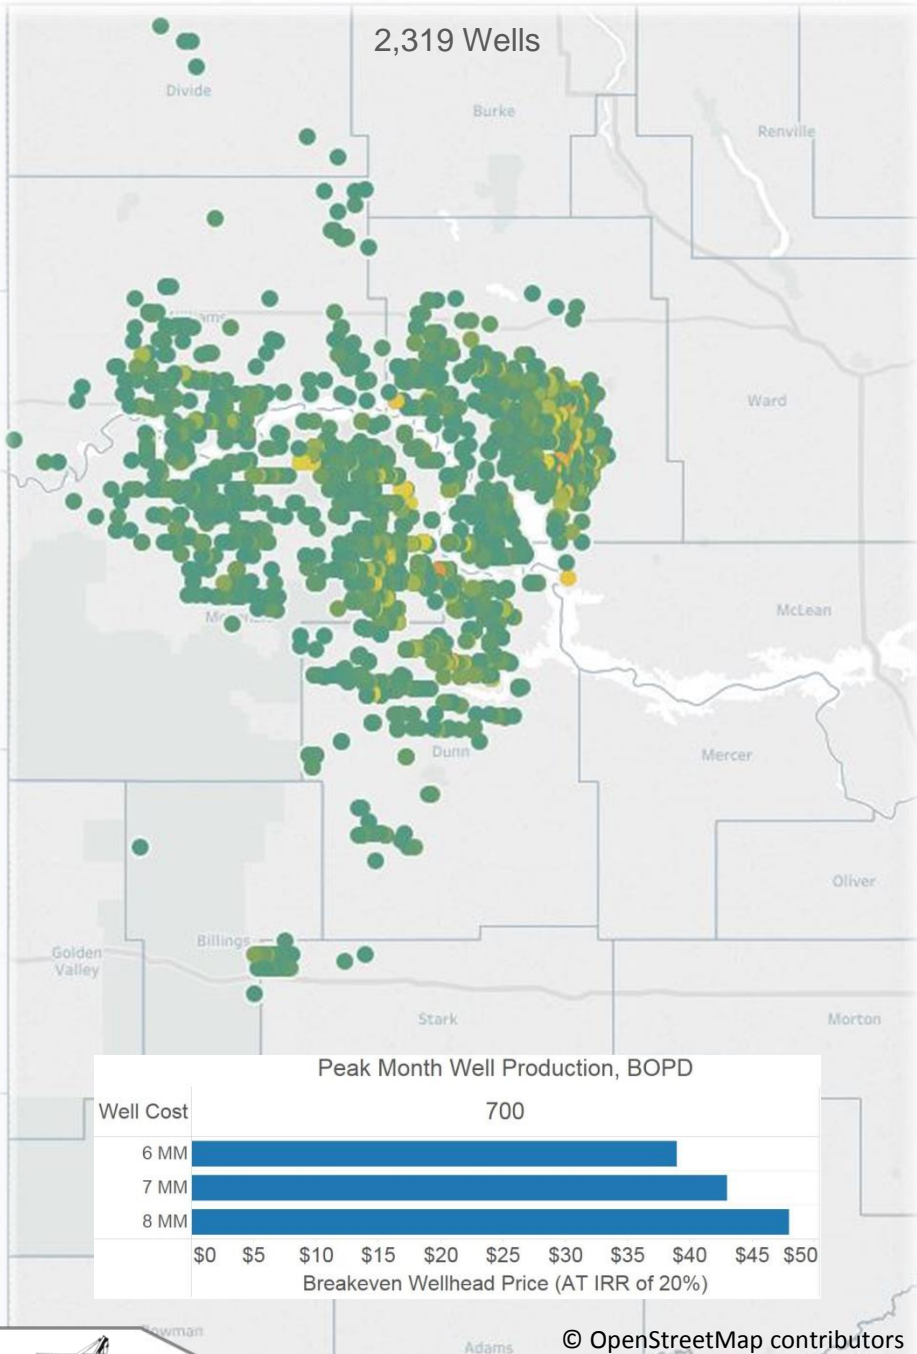 2,319 Wells
Divide
Burke
Renville
Ward
McLean
Dunn
Mercer
Oliver
Billings
Golden
Valley
Stark
Morton
Peak Month Well Production, BOPD
Well Cost 700
6 MM
7 MM
8 MM
$0 $5 $10 $15 $20 $25 $30 $35 $40 $45 $50
Breakeven Wellhead Price (AT IRR of 20%)
Adams
© OpenStreetMap contributors